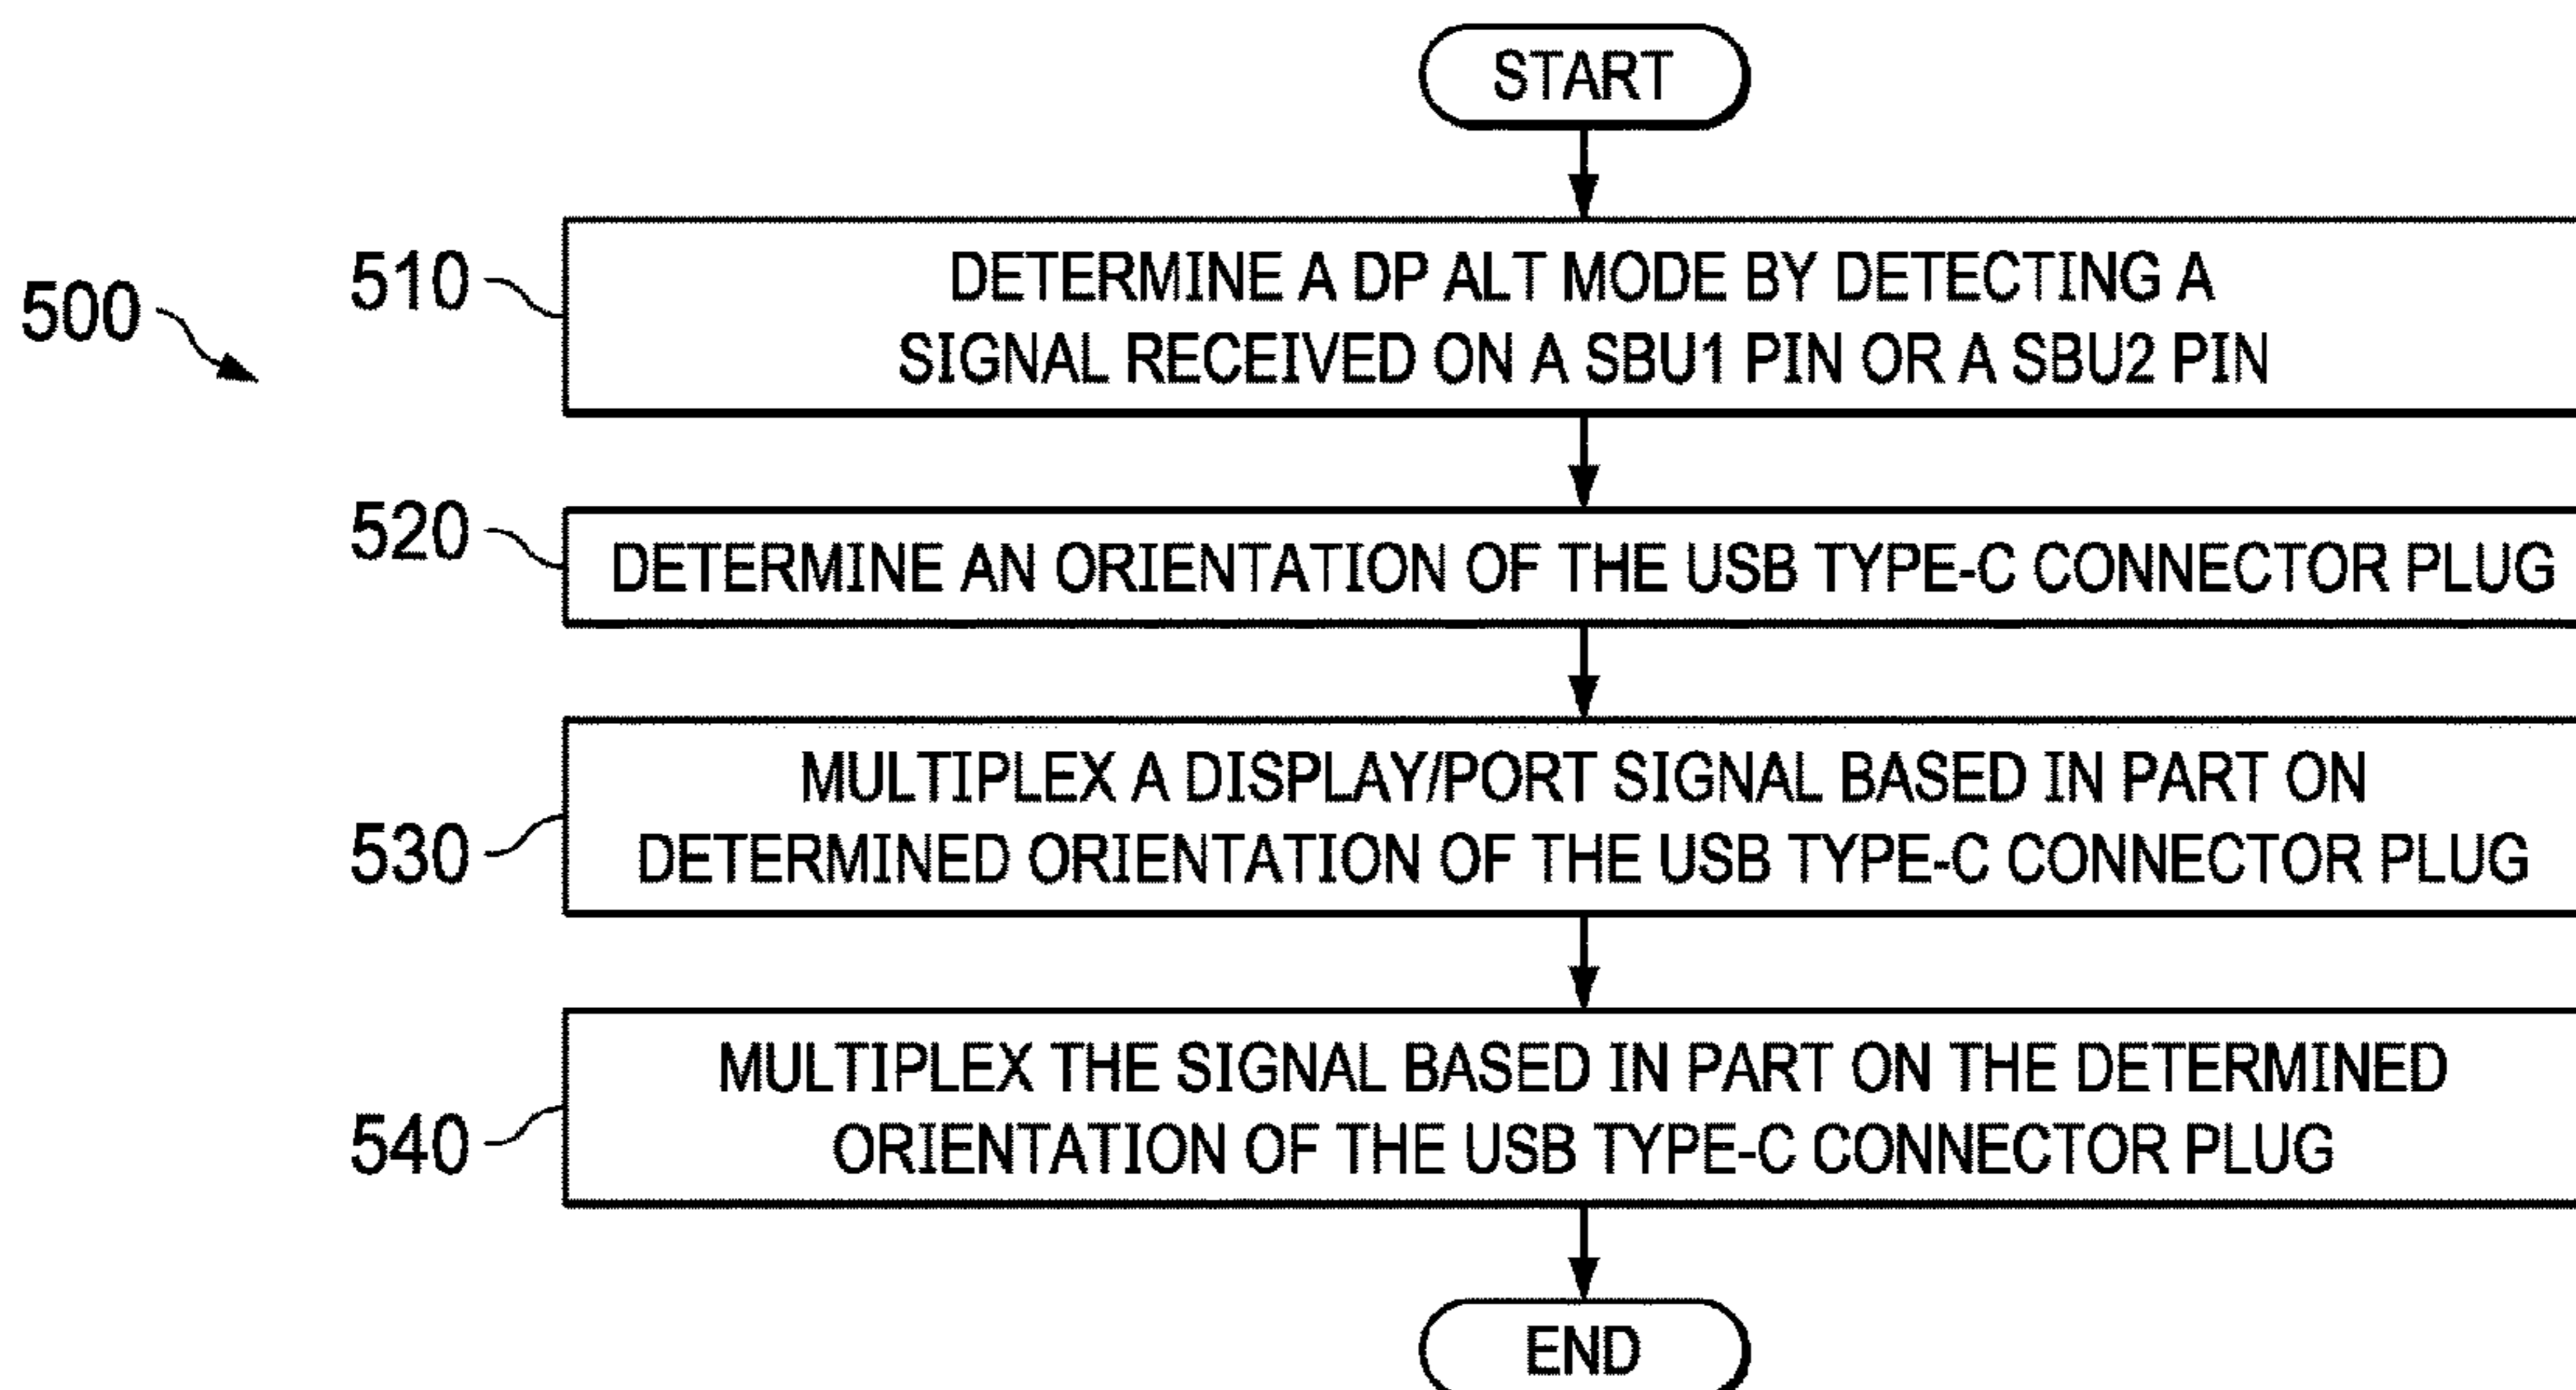 START
500
510
DETERMINE A DP ALT MODE BY DETECTING A
SIGNAL RECEIVED ON A SBU1 PIN OR A SBU2 PIN
520
DETERMINE AN ORIENTATION OF THE USB TYPE-C CONNECTOR PLUG
530
MULTIPLEX A DISPLAY/PORT SIGNAL BASED IN PART ON
DETERMINED ORIENTATION OF THE USB TYPE-C CONNECTOR PLUG
540
MULTIPLEX THE SIGNAL BASED IN PART ON THE DETERMINED
ORIENTATION OF THE USB TYPE-C CONNECTOR PLUG
END